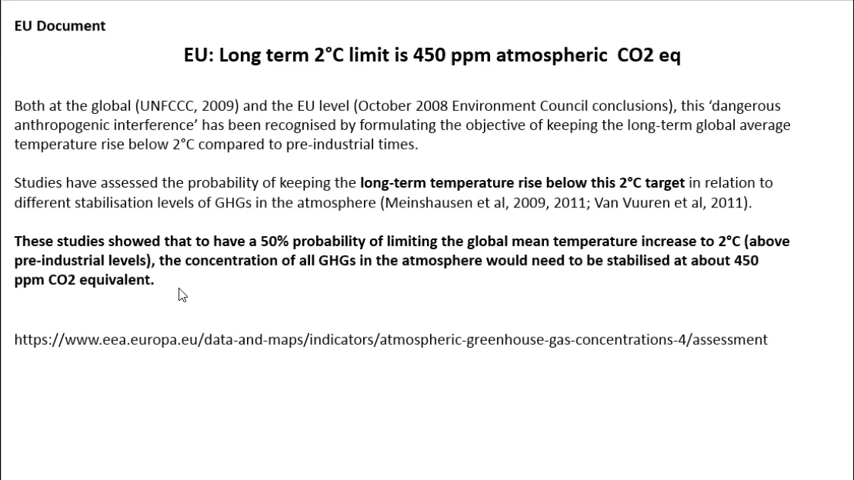 EU Document
EU: Long term 2°C limit is 450 ppm atmospheric  CO2 eq
Both at the global (UNFCCC, 2009) and the EU level (October 2008 Environment Council conclusions), this ‘dangerous
anthropogenic interference’ has been recognised by formulating the objective of keeping the long-term global average
temperature rise below 2°C compared to pre-industrial times.
Studies have assessed the probability of keeping the long-term temperature rise below this 2°C target in relation to
different stabilisation levels of GHGs in the atmosphere (Meinshausen et al, 2009, 2011; Van Vuuren et al, 2011).
These studies showed that to have a 50% probability of limiting the global mean temperature increase to 2°C (above
pre-industrial levels), the concentration of all GHGs in the atmosphere would need to be stabilised at about 450
ppm CO2 equivalent.
https://www.eea.europa.eu/data-and-maps/indicators/atmospheric-greenhouse-gas-concentrations-4/assessment